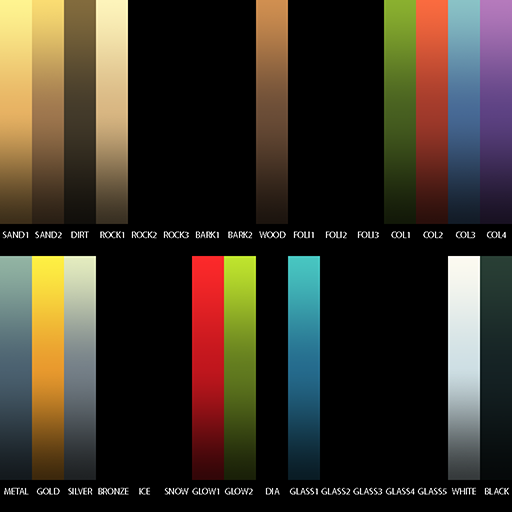 SAND1 SAND2 DIRT ROCK1 ROCK2 ROCK3 BARK1 BARK2 WOOD FOLI1 FOLI2 FOLI3 COL1 COL2 COL3 COL4
METAL GOLD SILVER BRONZE ICE SNOW GLOW1 GLOW2 DIA GLASS1 GLASS2 GLASS3 GLASS4 GLASS5 WHITE BLACK